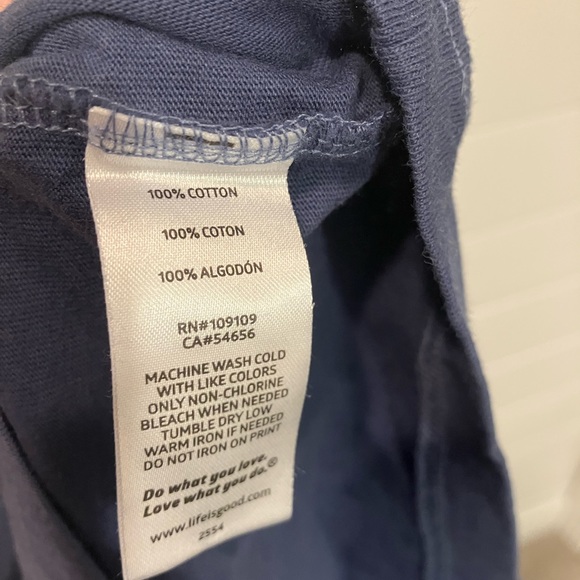 100% COTTON
100% COTON
100% ALGODÓN
RN#109109
CA#54656
MACHINE WASH COLD
WITH LIKE COLORS
ONLY NON-CHLORINE
BLEACH WHEN NEEDED
TUMBLE DRY LOW
WARM IRON IF NEEDED
DO NOT IRON ON PRINT
Do what you love.
Love what you do.®
www.lifeisgood.com
2554